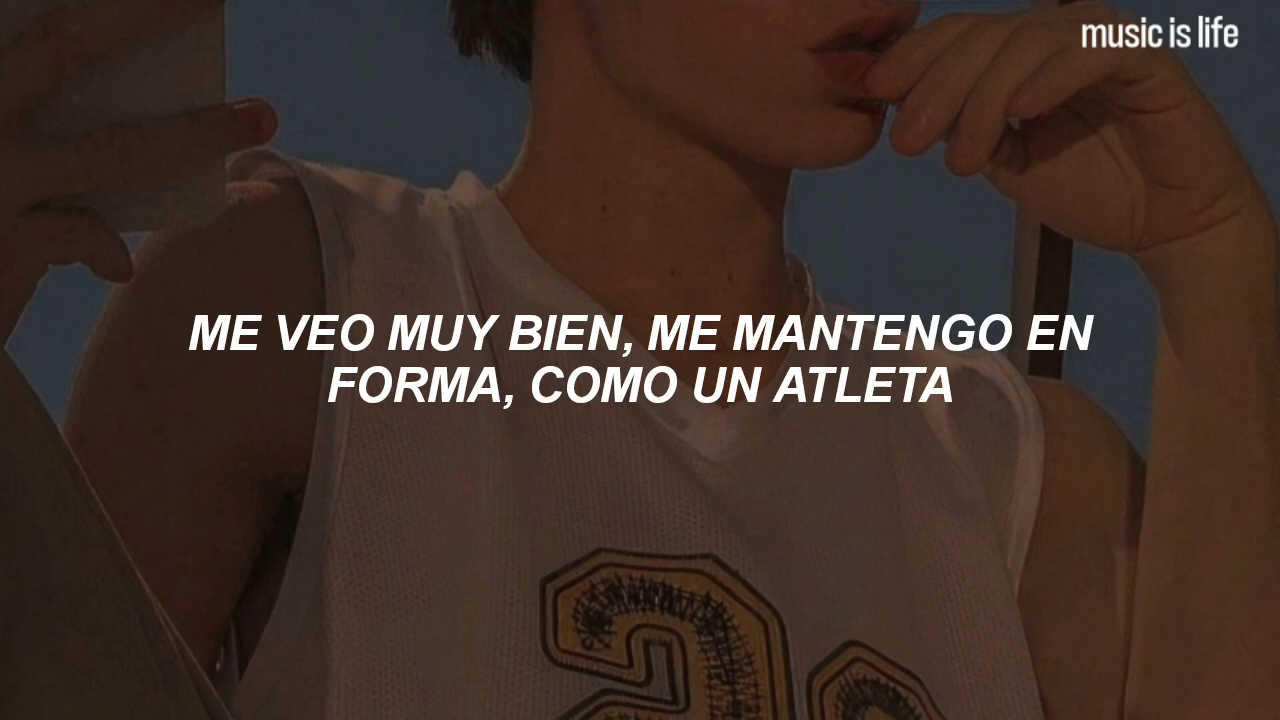 music is life
ME VEO MUY BIEN, ME MANTENGO EN
FORMA, COMO UN ATLETA